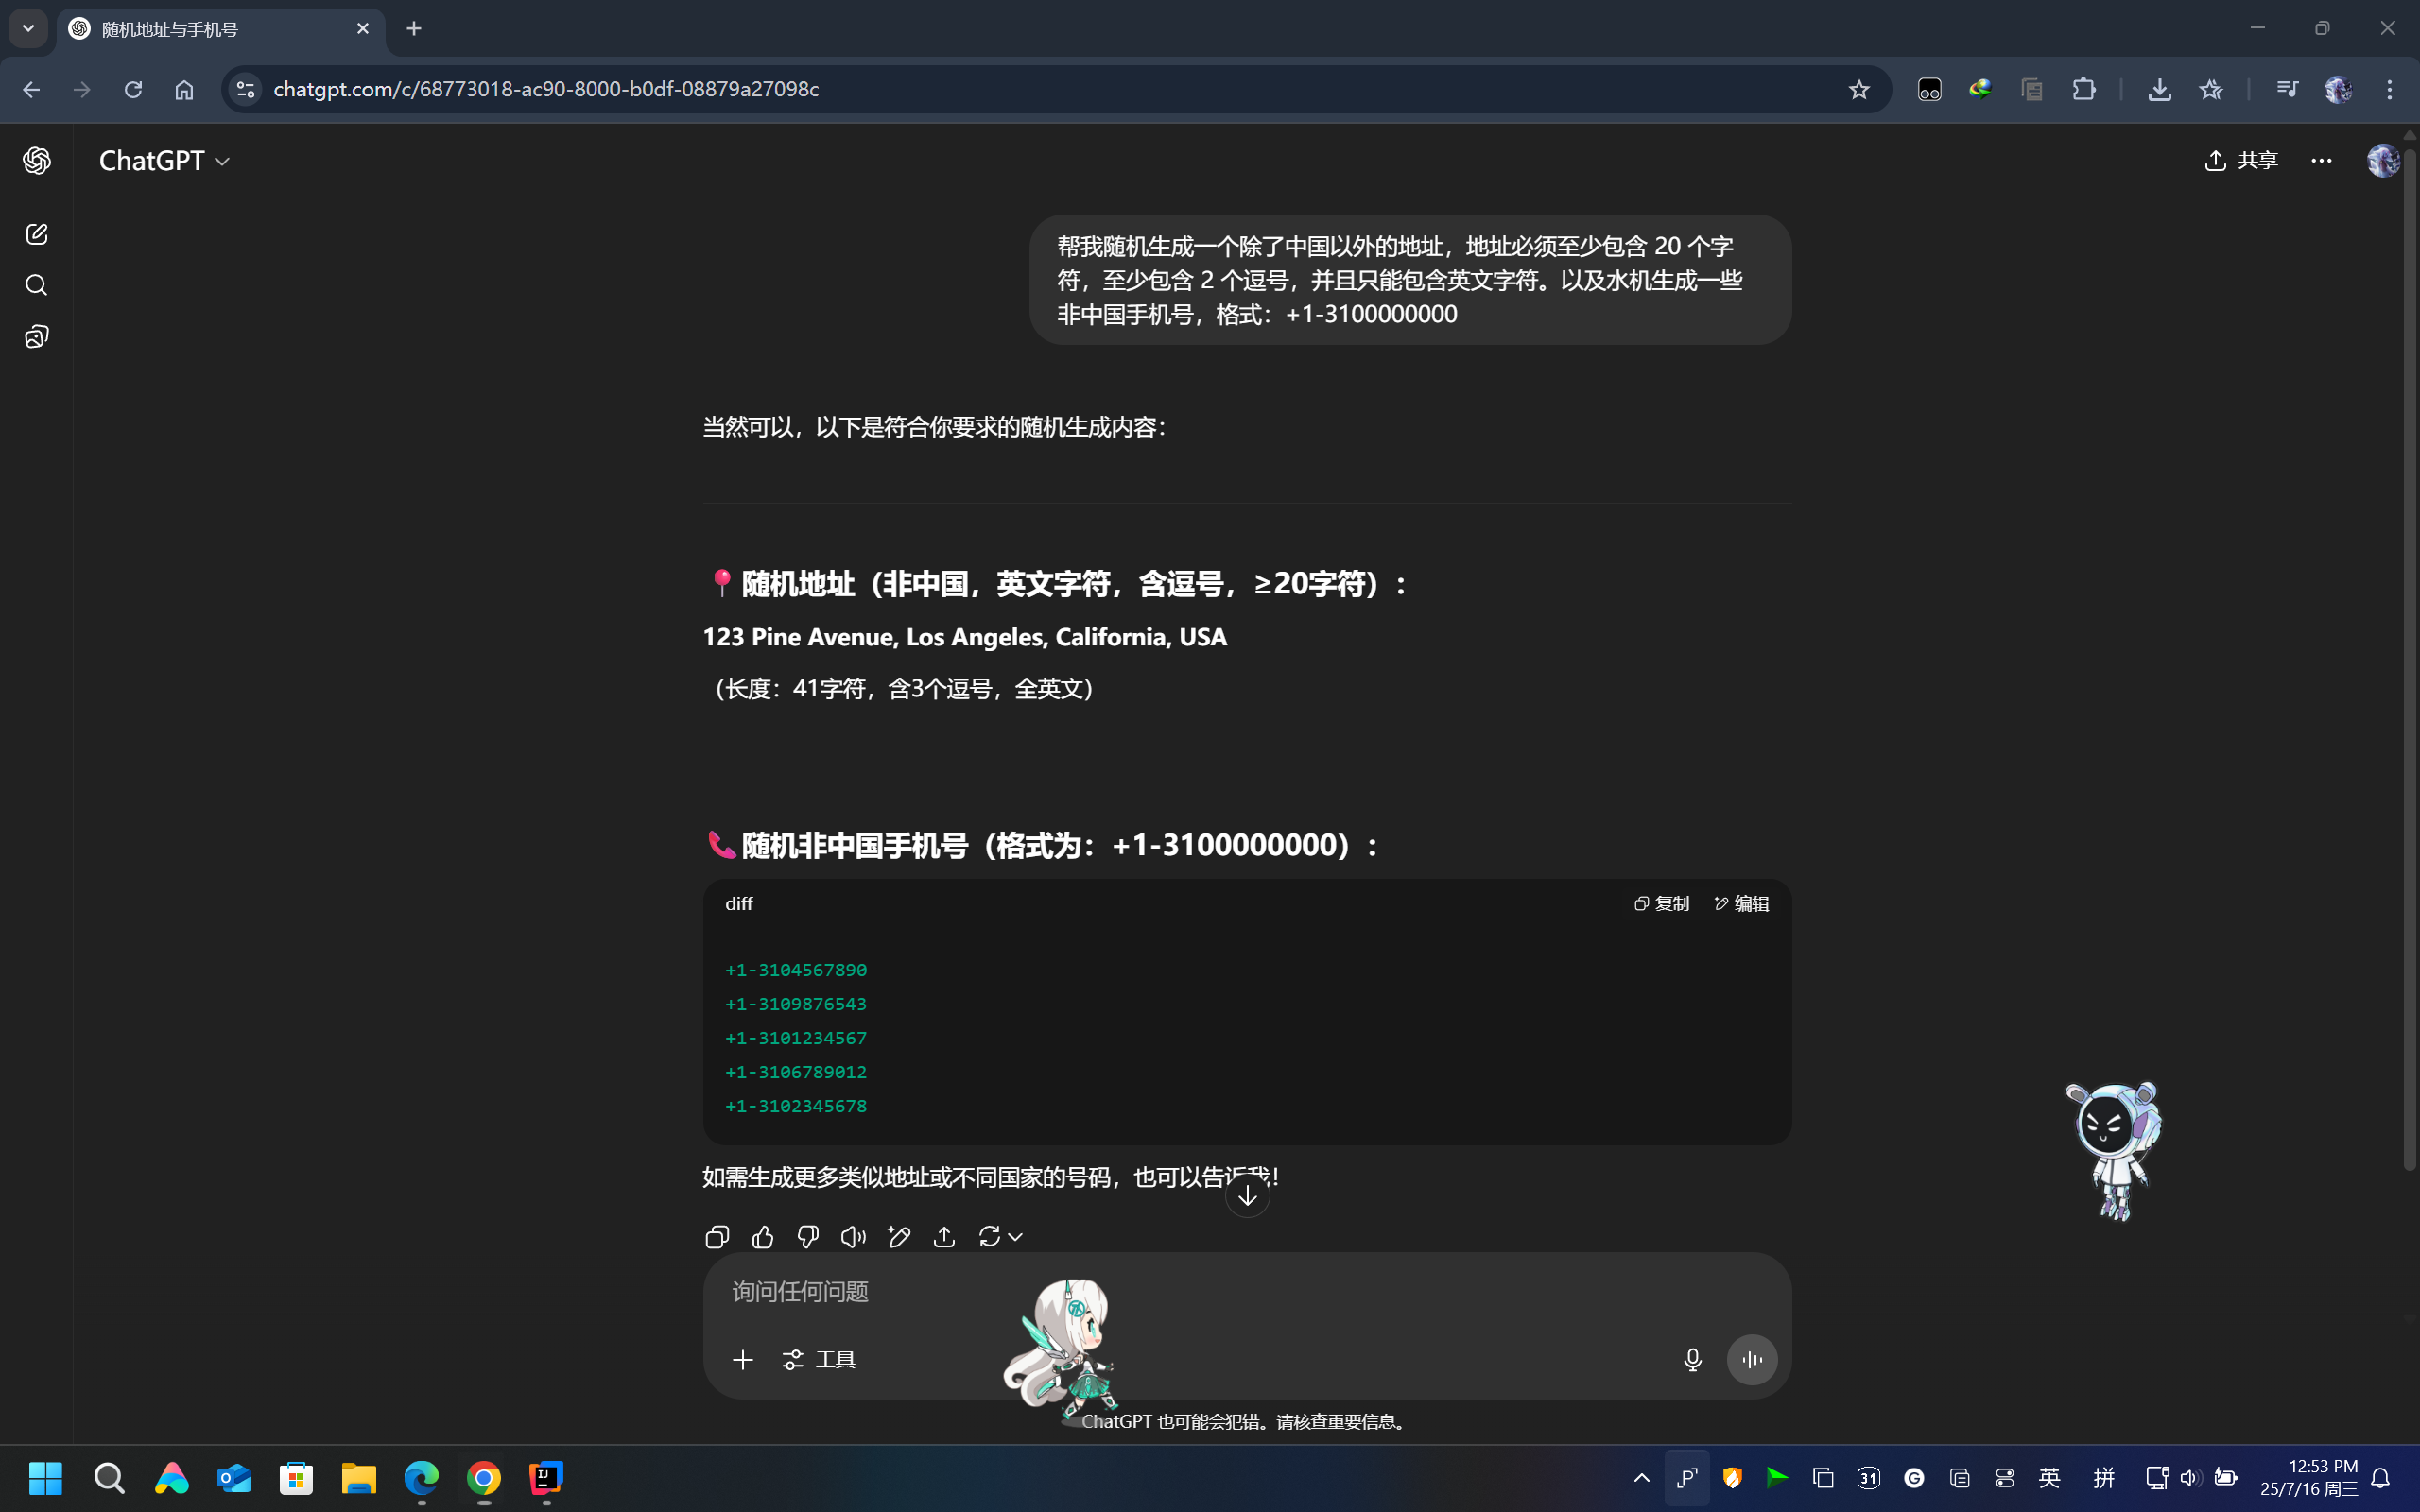 随机地址与手机号
chatgpt.com/c/68773018-ac90-8000-b0df-08879a27098c
ChatGPT
共享
帮我随机生成一个除了中国以外的地址，地址必须至少包含 20 个字
符，至少包含 2 个逗号，并且只能包含英文字符。以及水机生成一些
非中国手机号，格式：+1-3100000000
当然可以，以下是符合你要求的随机生成内容：
随机地址（非中国，英文字符，含逗号，≥20字符）：
123 Pine Avenue, Los Angeles, California, USA
（长度：41字符，含3个逗号，全英文）
随机非中国手机号（格式为：+1-3100000000）：
diff
复制
编辑
+1-3104567890
+1-3109876543
+1-3101234567
+1-3106789012
+1-3102345678
如需生成更多类似地址或不同国家的号码，也可以告诉我！
询问任何问题
工具
ChatGPT 也可能会犯错。请核查重要信息。
31
英
拼
12:53 PM
25/7/16 周三